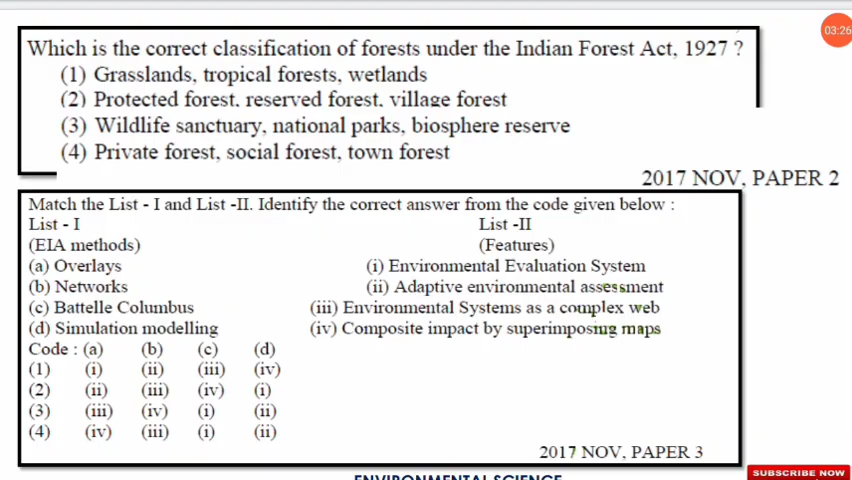 03:26
Which is the correct classification of forests under the Indian Forest Act, 1927 ?
(1) Grasslands, tropical forests, wetlands
(2) Protected forest, reserved forest, village forest
(3) Wildlife sanctuary, national parks, biosphere reserve
(4) Private forest, social forest, town forest
2017 NOV, PAPER 2
Match the List - I and List -II. Identify the correct answer from the code given below :
List - I List -II
(EIA methods) (Features)
(a) Overlays (i) Environmental Evaluation System
(b) Networks (ii) Adaptive environmental assessment
(c) Battelle Columbus (iii) Environmental Systems as a complex web
(d) Simulation modelling (iv) Composite impact by superimposing maps
Code : (a) (b) (c) (d)
(1) (i) (ii) (iii) (iv)
(2) (ii) (iii) (iv) (i)
(3) (iii) (iv) (i) (ii)
(4) (iv) (iii) (i) (ii)
2017 NOV, PAPER 3
SUBSCRIBE NOW
ENVIRONMENTAL SCIENCE